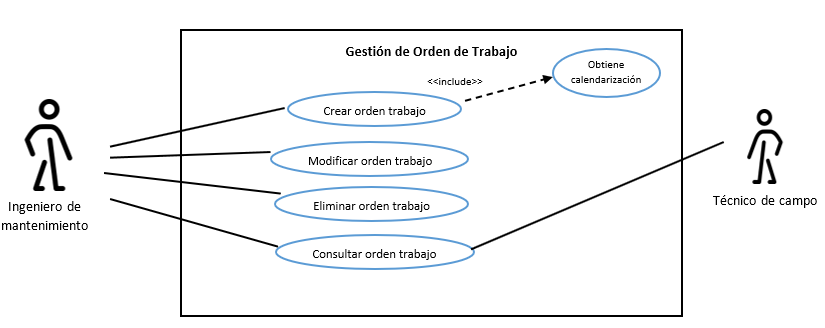 Gestión de Orden de Trabajo
Obtiene
calendarización
<<include>>
Crear orden trabajo
Modificar orden trabajo
Eliminar orden trabajo
Consultar orden trabajo
Ingeniero de
mantenimiento
Técnico de campo